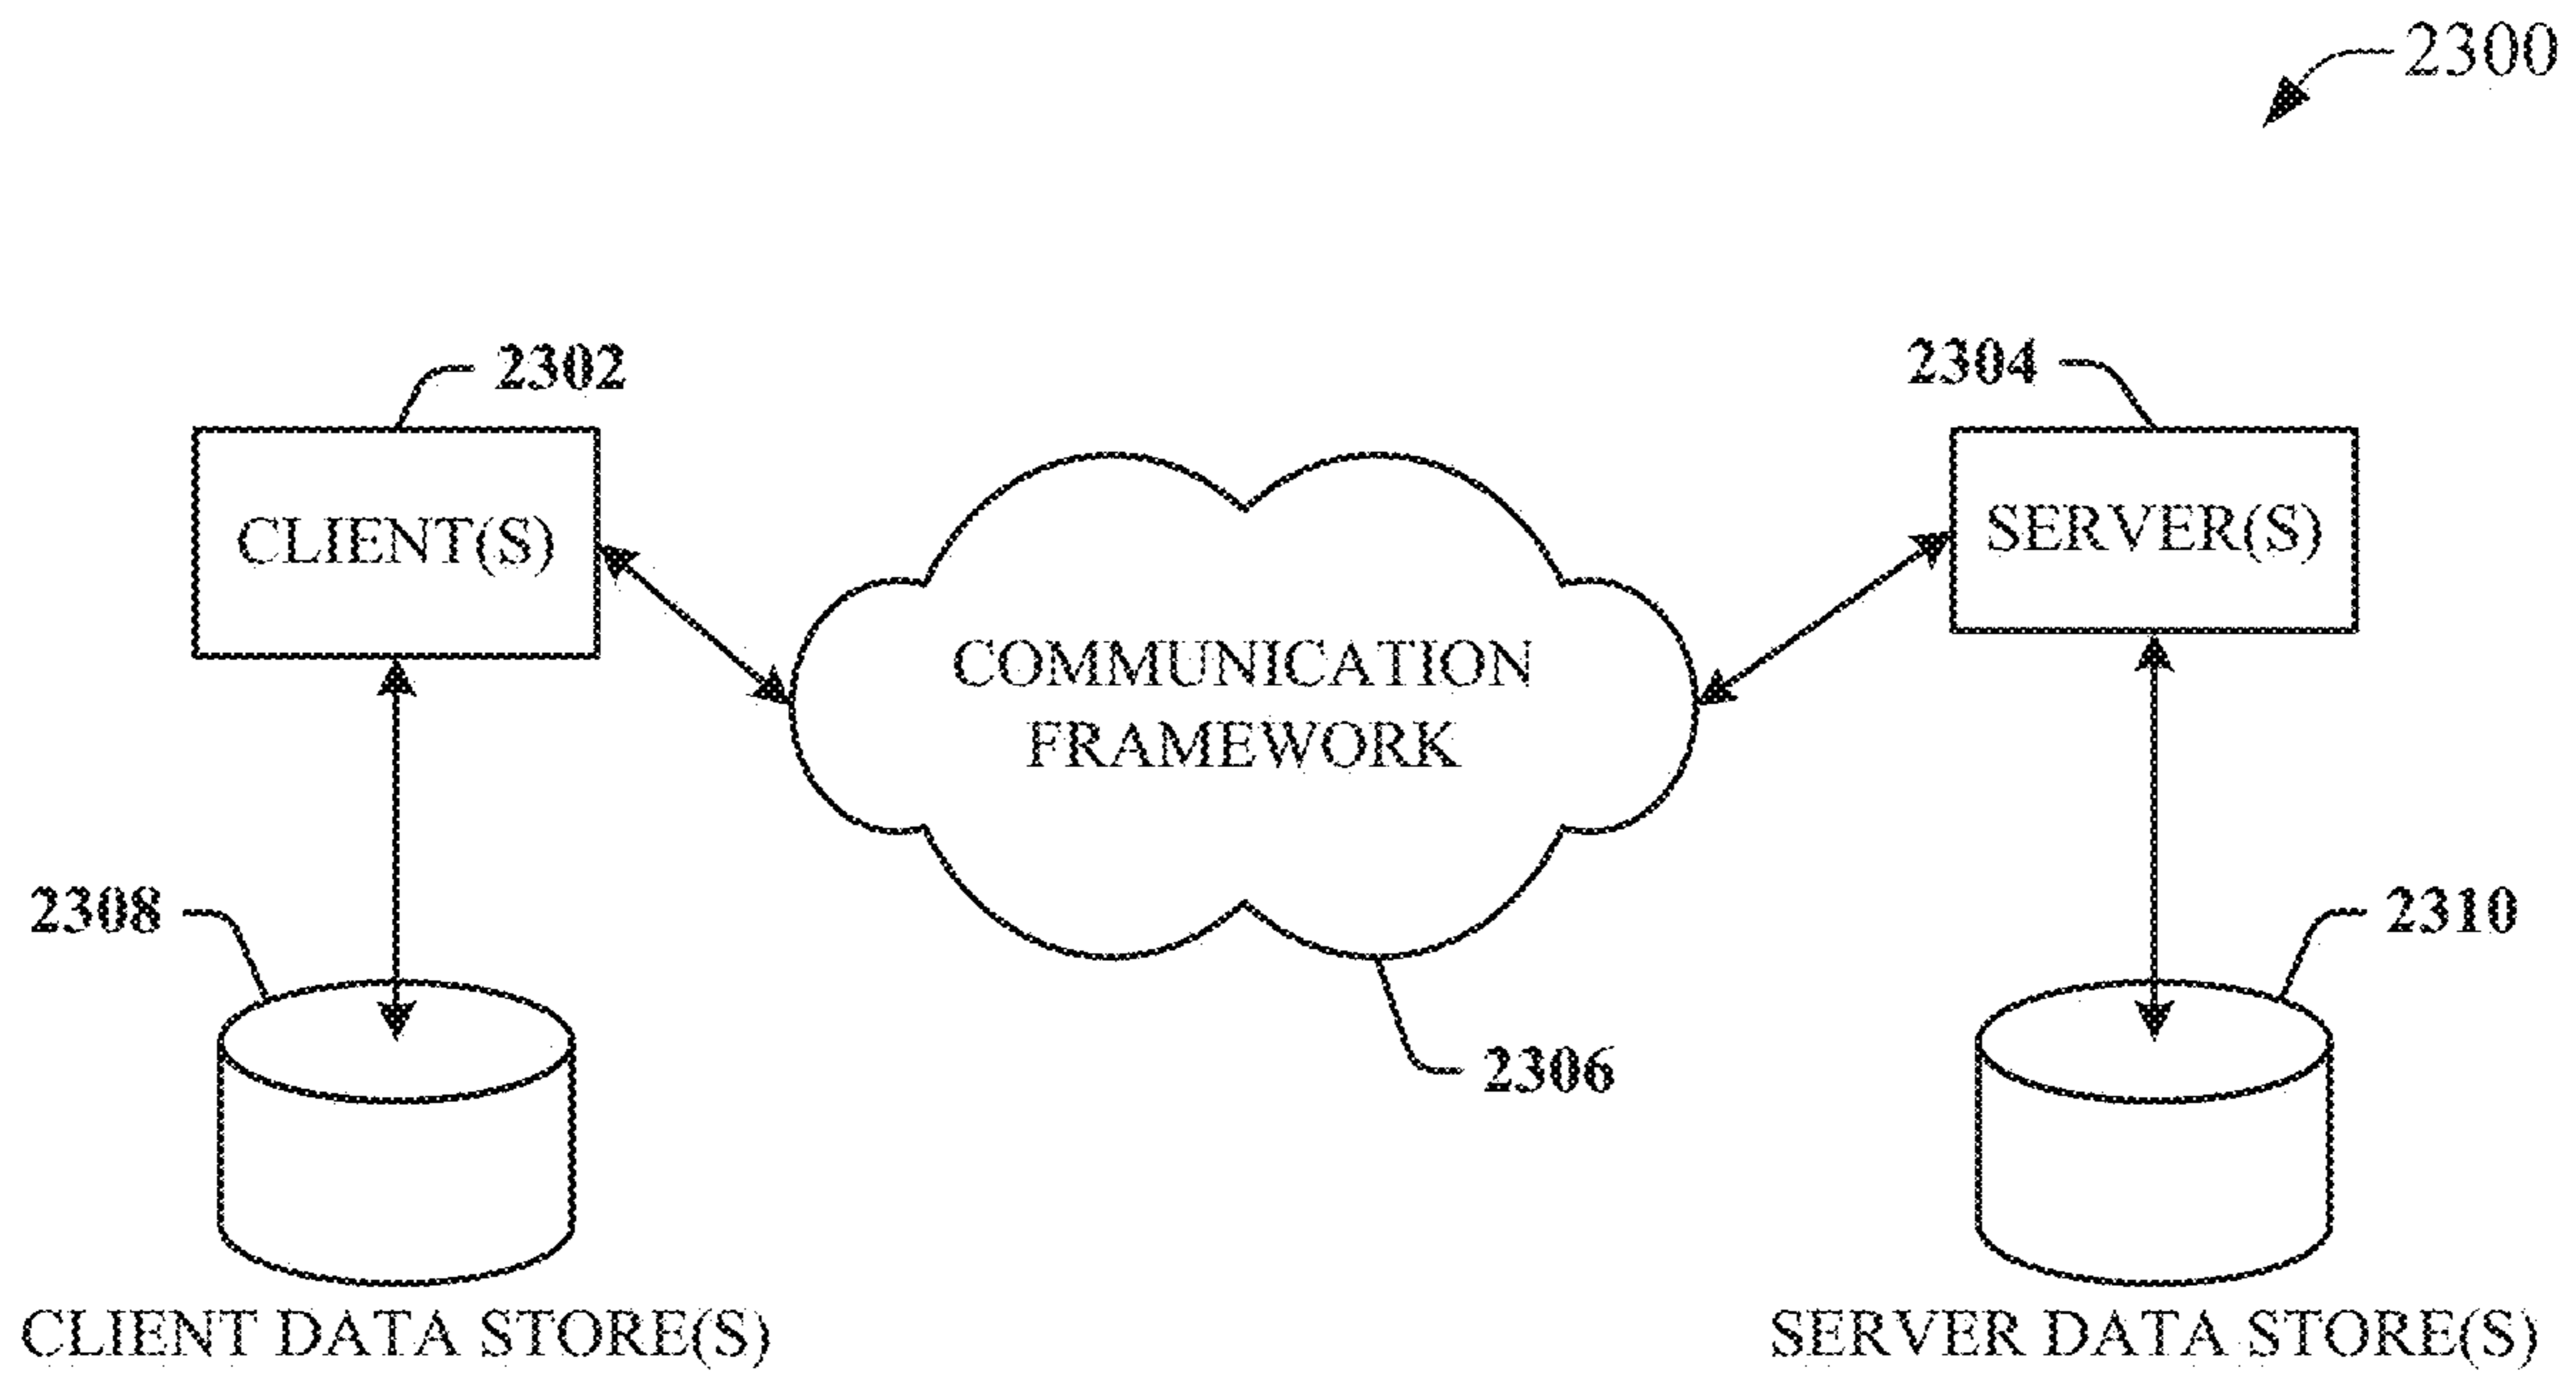 2300
2302
2304
CLIENT(S)
SERVER(S)
COMMUNICATION
FRAMEWORK
2308
2310
2306
CLIENT DATA STORE(S)
SERVER DATA STORE(S)